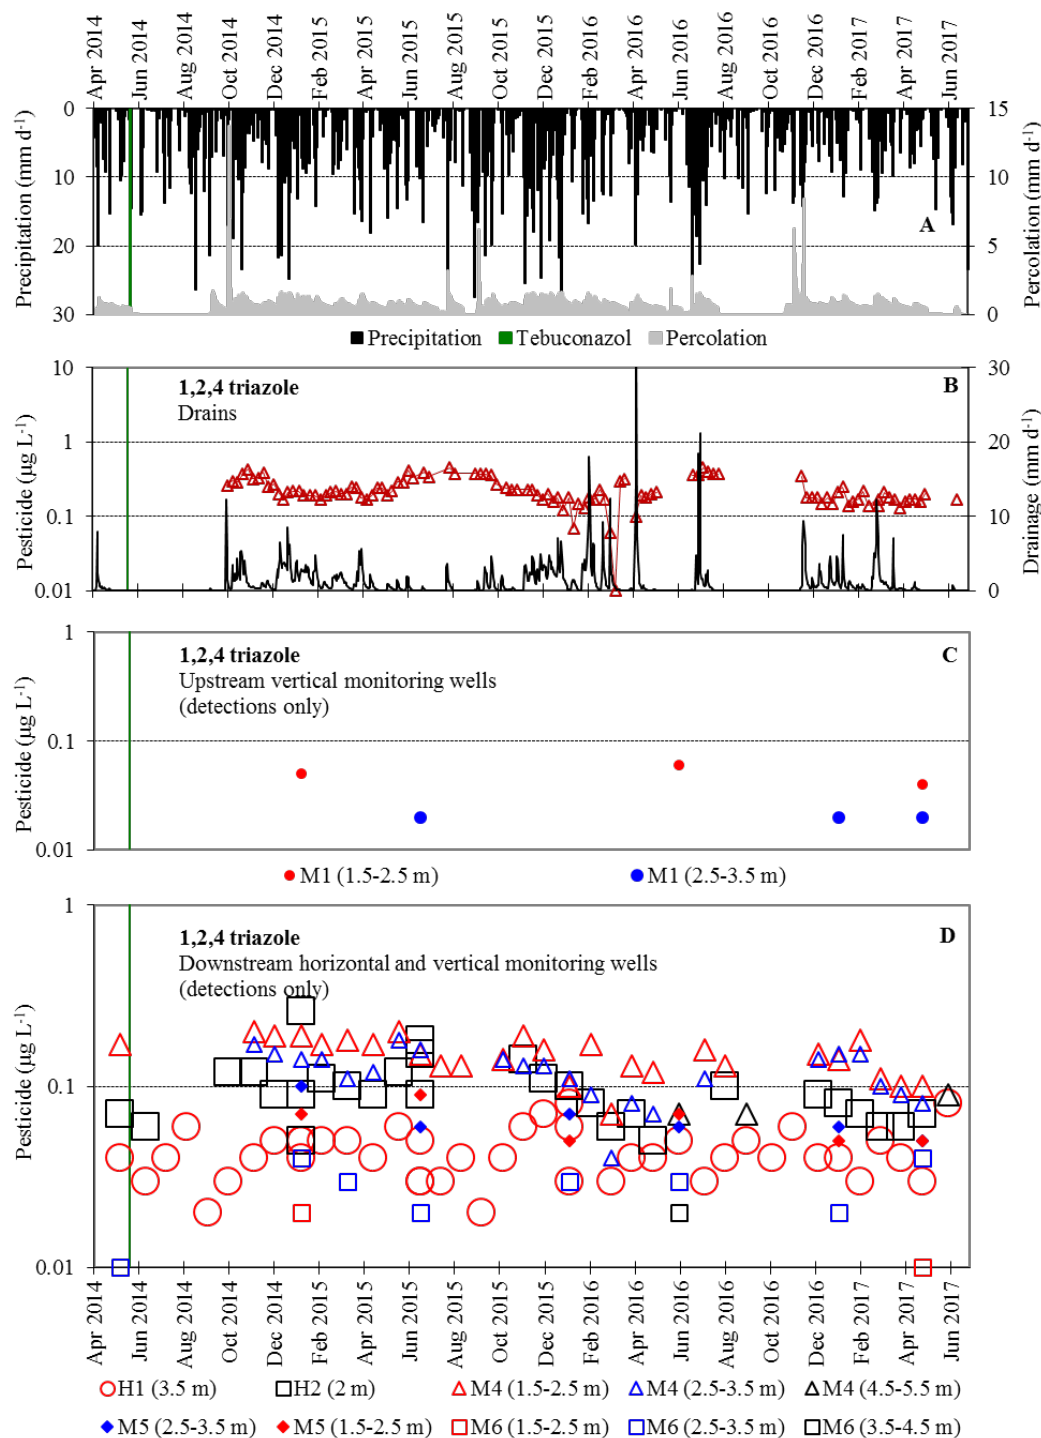 Apr 2014 Jun 2014 Aug 2014 Oct 2014 Dec 2014 Feb 2015 Apr 2015 Jun 2015 Aug 2015 Oct 2015 Dec 2015 Feb 2016 Apr 2016 Jun 2016 Aug 2016 Oct 2016 Dec 2016 Feb 2017 Apr 2017 Jun 2017
Precipitation (mm d⁻¹)
0
10
20
30
A
15
10
5
0
Percolation (mm d⁻¹)
Precipitation Tebuconazol Percolation
Pesticide (µg L⁻¹)
10
1
0.1
0.01
1,2,4 triazole
Drains
B
30
20
10
0
Drainage (mm d⁻¹)
Pesticide (µg L⁻¹)
1
0.1
0.01
1,2,4 triazole
Upstream vertical monitoring wells
(detections only)
C
M1 (1.5-2.5 m) M1 (2.5-3.5 m)
Pesticide (µg L⁻¹)
1
0.1
0.01
1,2,4 triazole
Downstream horizontal and vertical monitoring wells
(detections only)
D
Apr 2014 Jun 2014 Aug 2014 Oct 2014 Dec 2014 Feb 2015 Apr 2015 Jun 2015 Aug 2015 Oct 2015 Dec 2015 Feb 2016 Apr 2016 Jun 2016 Aug 2016 Oct 2016 Dec 2016 Feb 2017 Apr 2017 Jun 2017
H1 (3.5 m) H2 (2 m) M4 (1.5-2.5 m) M4 (2.5-3.5 m) M4 (4.5-5.5 m)
M5 (2.5-3.5 m) M5 (1.5-2.5 m) M6 (1.5-2.5 m) M6 (2.5-3.5 m) M6 (3.5-4.5 m)